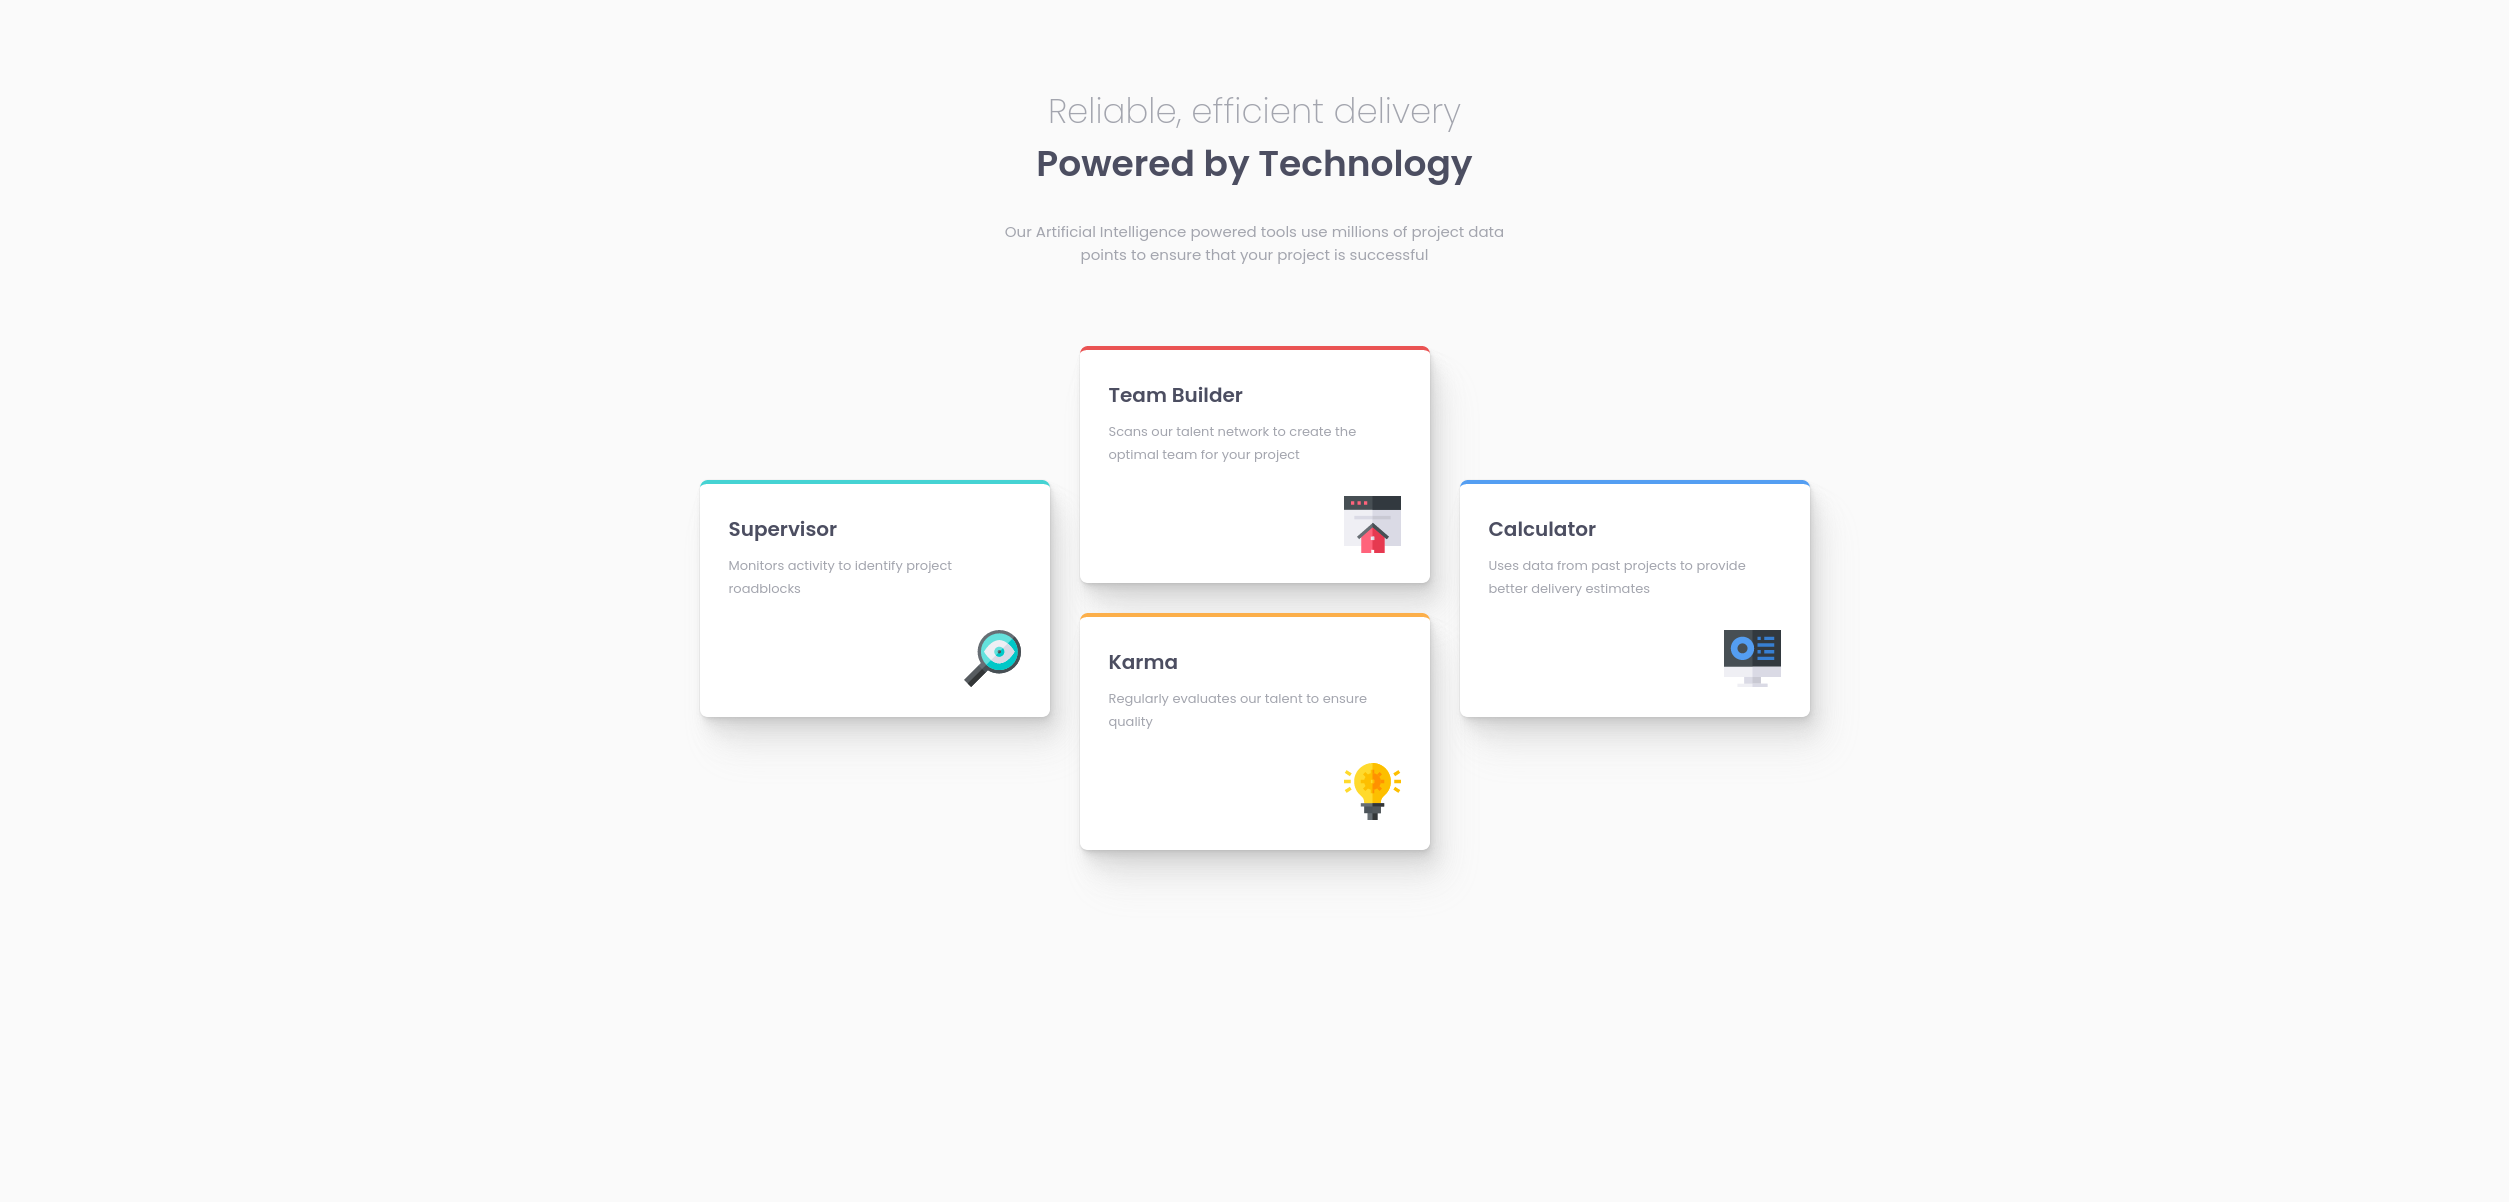 Reliable, efficient delivery
Powered by Technology
Our Artificial Intelligence powered tools use millions of project data
points to ensure that your project is successful
Supervisor
Monitors activity to identify project
roadblocks
Team Builder
Scans our talent network to create the
optimal team for your project
Karma
Regularly evaluates our talent to ensure
quality
Calculator
Uses data from past projects to provide
better delivery estimates